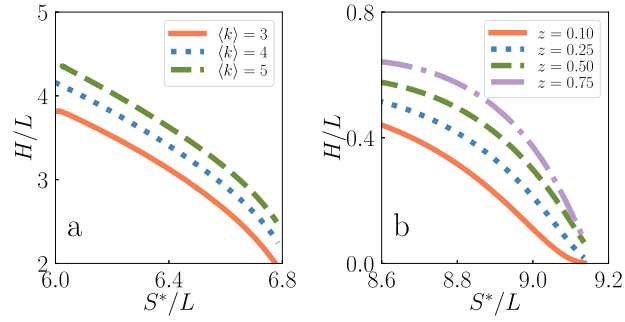 5
4
3
2
H/L
⟨k⟩ = 3
⟨k⟩ = 4
⟨k⟩ = 5
a
6.0 6.4 6.8
S*/L
0.8
0.4
0.0
H/L
z = 0.10
z = 0.25
z = 0.50
z = 0.75
b
8.6 8.8 9.0 9.2
S*/L